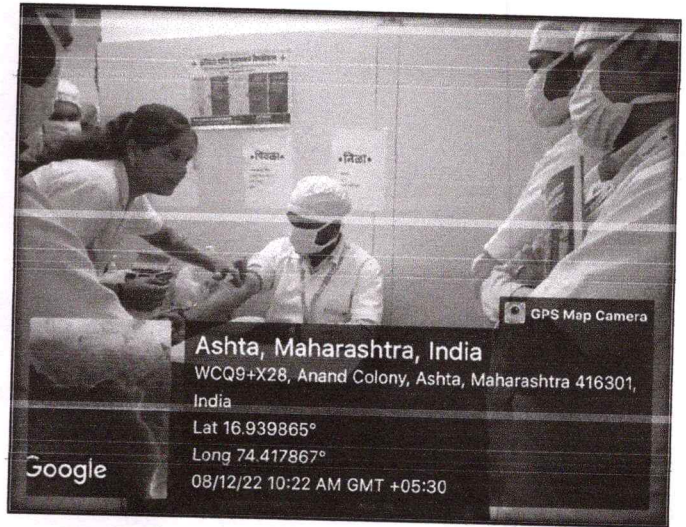 •पिवळा•
•निळा•
GPS Map Camera
Ashta, Maharashtra, India
WCQ9+X28, Anand Colony, Ashta, Maharashtra 416301,
India
Lat 16.939865°
Long 74.417867°
08/12/22 10:22 AM GMT +05:30
Google